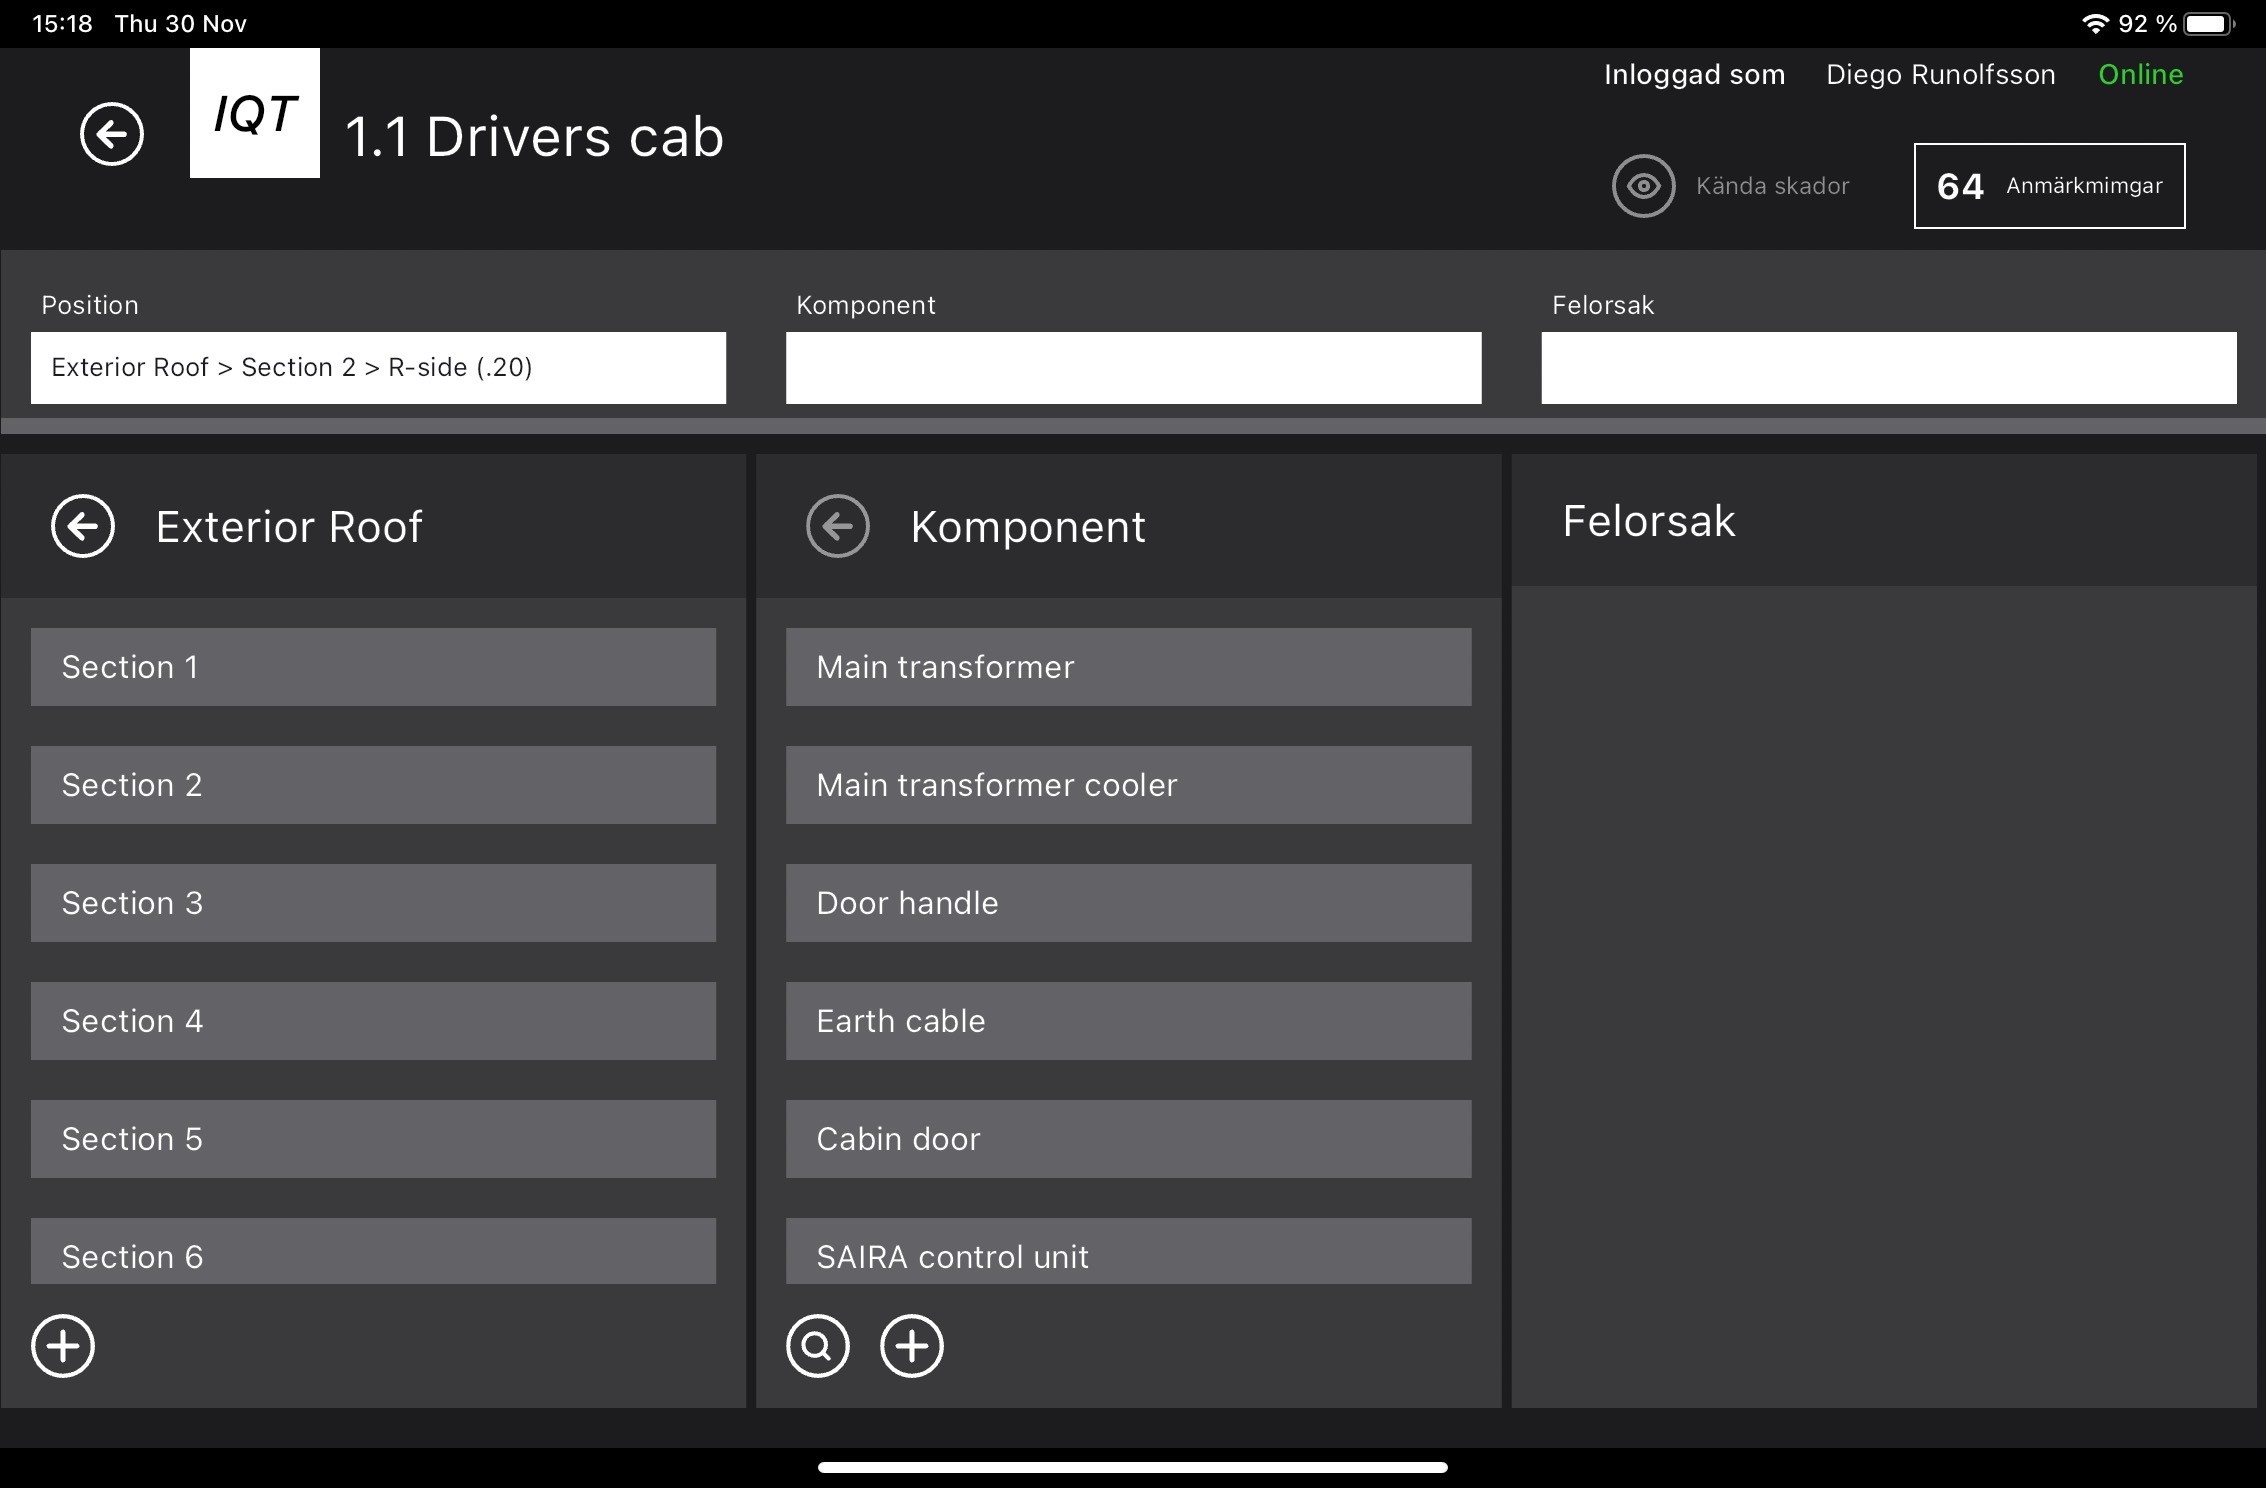 15:18 Thu 30 Nov
92 %
Inloggad som Diego Runolfsson Online
IQT
1.1 Drivers cab
Kända skador
64 Anmärkmimgar
Position
Komponent
Felorsak
Exterior Roof > Section 2 > R-side (.20)
Exterior Roof
Section 1
Section 2
Section 3
Section 4
Section 5
Section 6
Komponent
Main transformer
Main transformer cooler
Door handle
Earth cable
Cabin door
SAIRA control unit
Felorsak